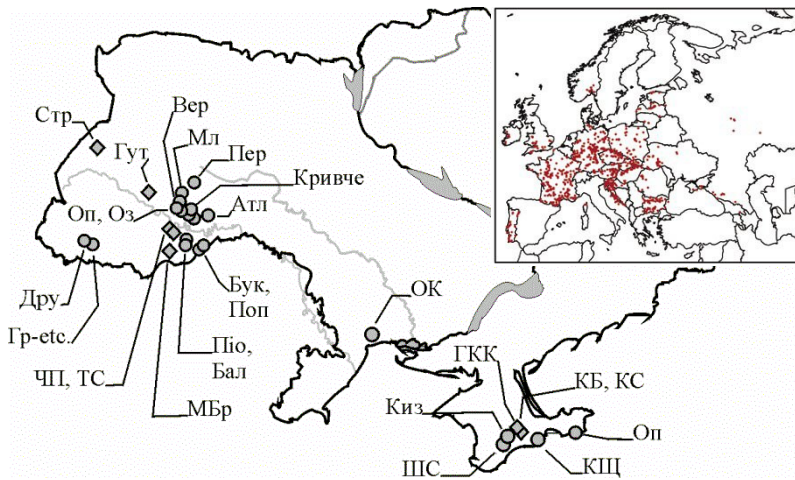 Вер
Стр
Мл
Гут
Пер
Кривче
Оп, Оз
Атл
Дру
Бук,
Поп
Гр-etc.
ОК
Піо,
Бал
ЧП, ТС
ГКК
КБ, КС
МБр
Киз
Оп
ШС
КЩ